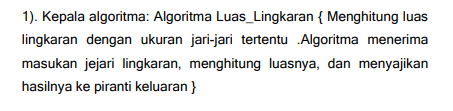 1). Kepala algoritma: Algoritma Luas_Lingkaran { Menghitung luas
lingkaran dengan ukuran jari-jari tertentu .Algoritma menerima
masukan jejari lingkaran, menghitung luasnya, dan menyajikan
hasilnya ke piranti keluaran }